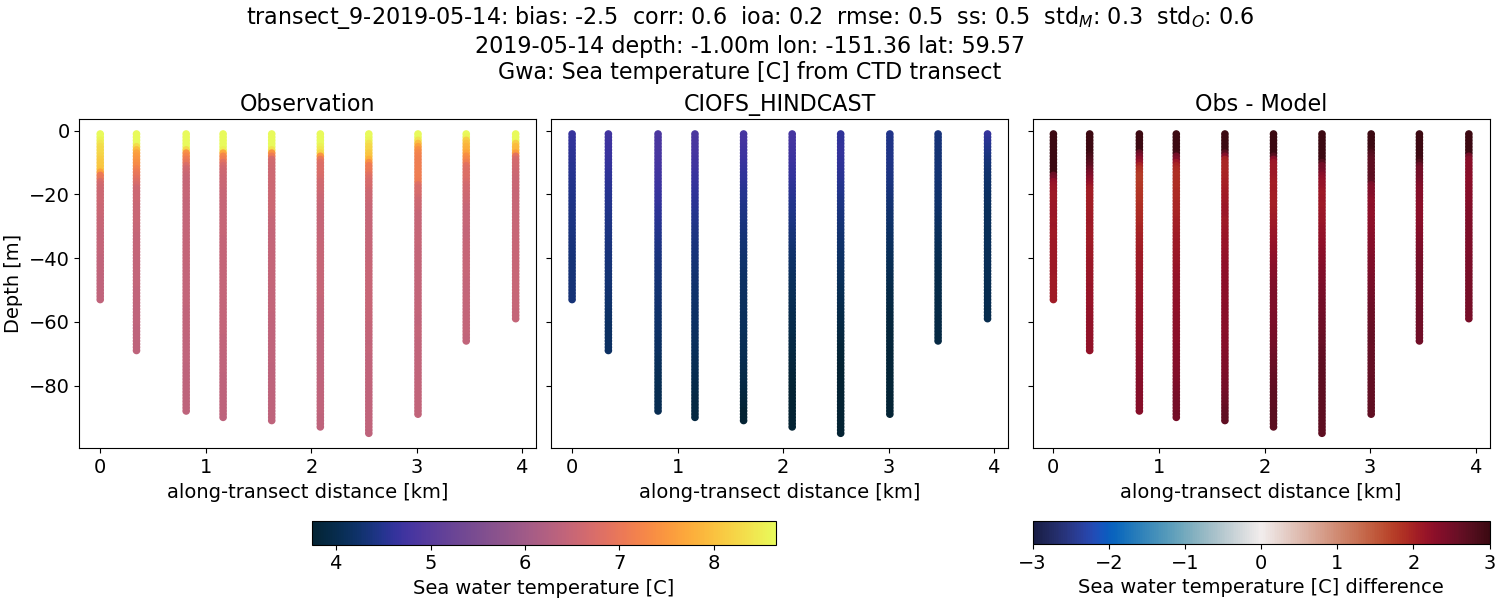 transect_9-2019-05-14: bias: -2.5 corr: 0.6 ioa: 0.2 rmse: 0.5 ss: 0.5 std_M: 0.3 std_O: 0.6
2019-05-14 depth: -1.00m lon: -151.36 lat: 59.57
Gwa: Sea temperature [C] from CTD transect
Observation
CIOFS_HINDCAST
Obs - Model
Depth [m]
0
−20
−40
−60
−80
0 1 2 3 4
0 1 2 3 4
0 1 2 3 4
along-transect distance [km]
along-transect distance [km]
along-transect distance [km]
4 5 6 7 8
Sea water temperature [C]
−3 −2 −1 0 1 2 3
Sea water temperature [C] difference